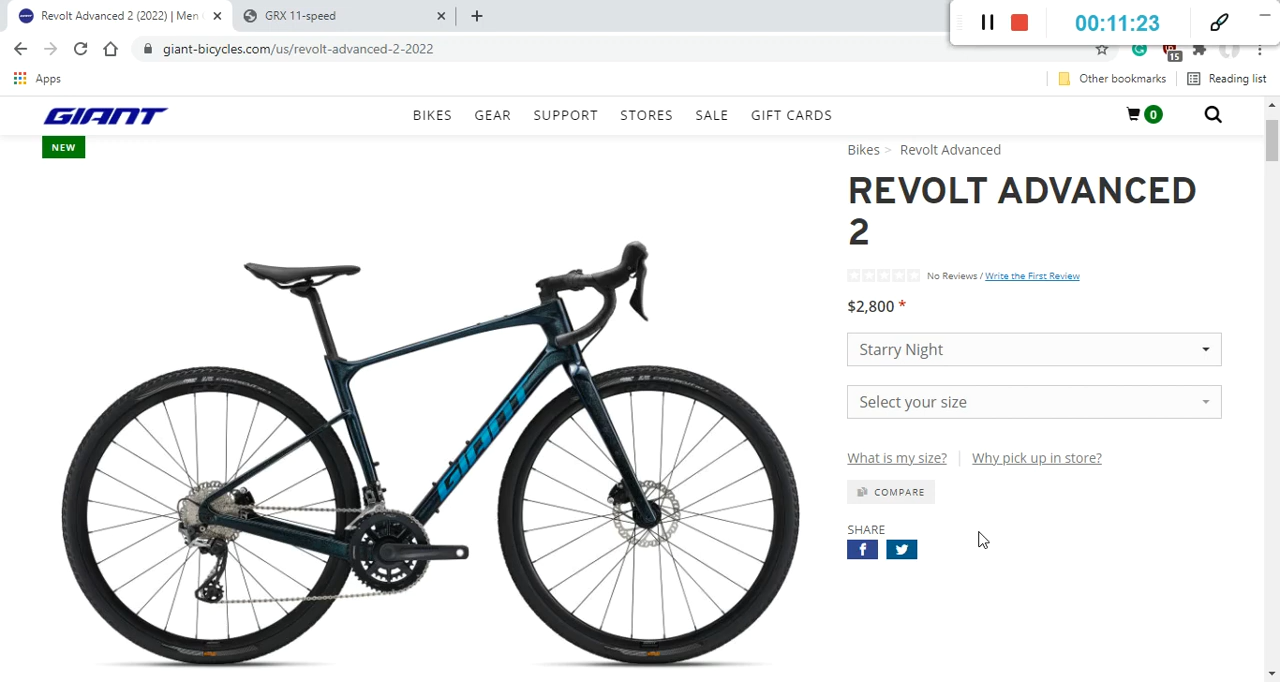 Revolt Advanced 2 (2022) | Men
GRX 11-speed
00:11:23
giant-bicycles.com/us/revolt-advanced-2-2022
15
Apps
Other bookmarks
Reading list
GIANT
BIKES
GEAR
SUPPORT
STORES
SALE
GIFT CARDS
0
NEW
Bikes > Revolt Advanced
REVOLT ADVANCED
2
No Reviews / Write the First Review
$2,800 *
Starry Night
Select your size
What is my size?
Why pick up in store?
COMPARE
SHARE
GIANT